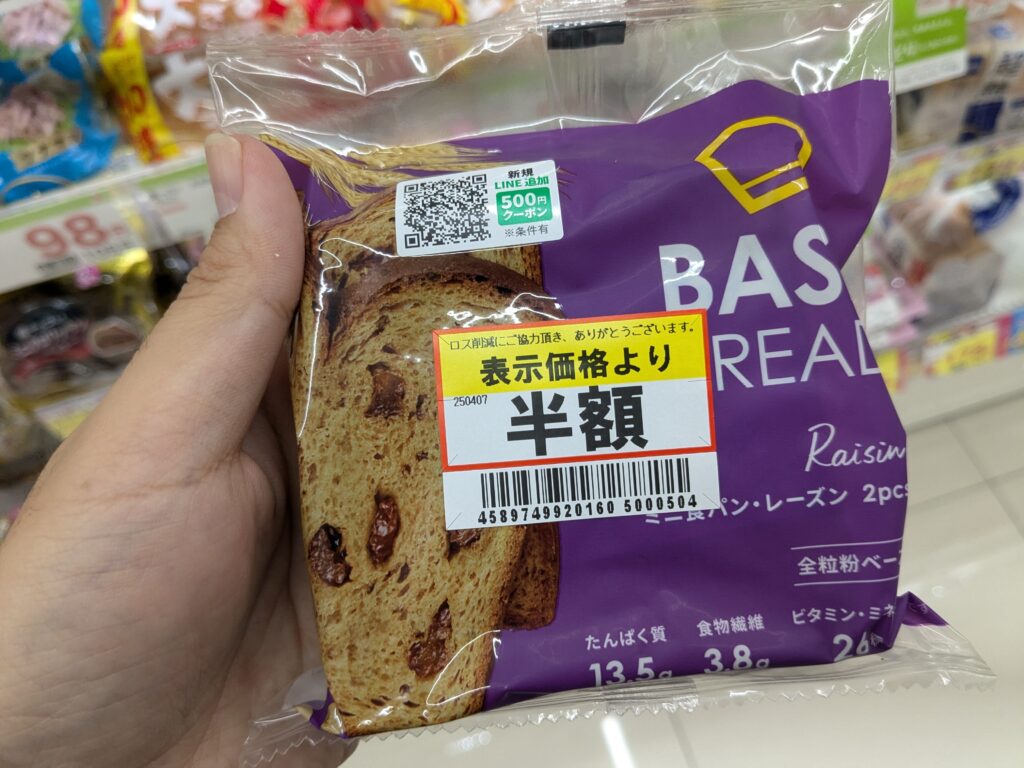 98
新規
LINE追加
500円
クーポン
※条件有
BAS
READ
ロス削減にご協力頂き、ありがとうございます。
表示価格より
250407
半額
4589749920160 5000504
Raisin
ミニ食パン・レーズン 2pcs
全粒粉ベー
たんぱく質
13.5g
食物繊維
3.8g
ビタミン・ミネ
26